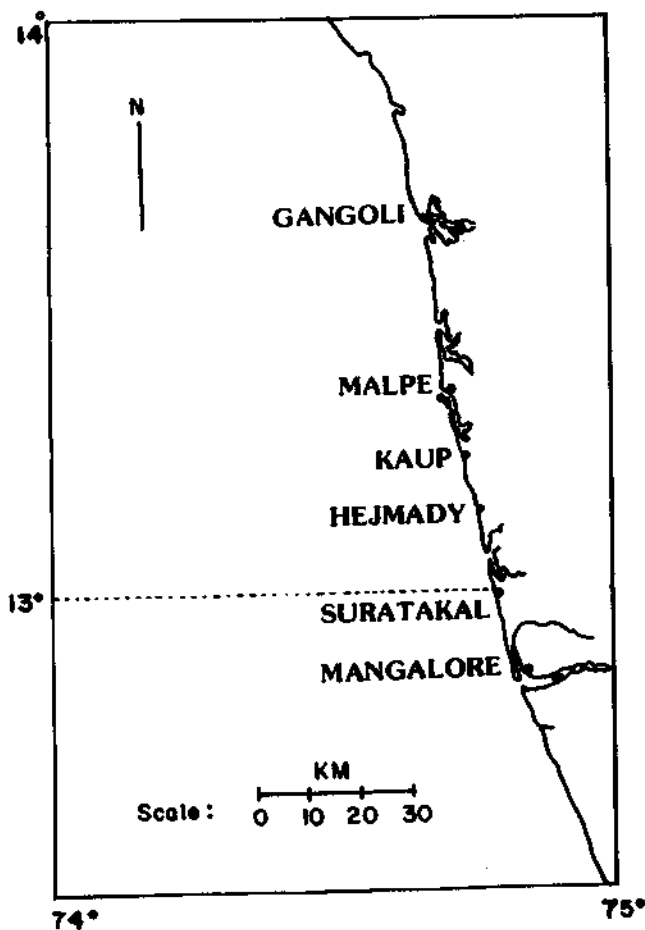 14°
N
GANGOLI
MALPE
KAUP
HEJMADY
13°
SURATAKAL
MANGALORE
KM
Scale: 0 10 20 30
74° 75°